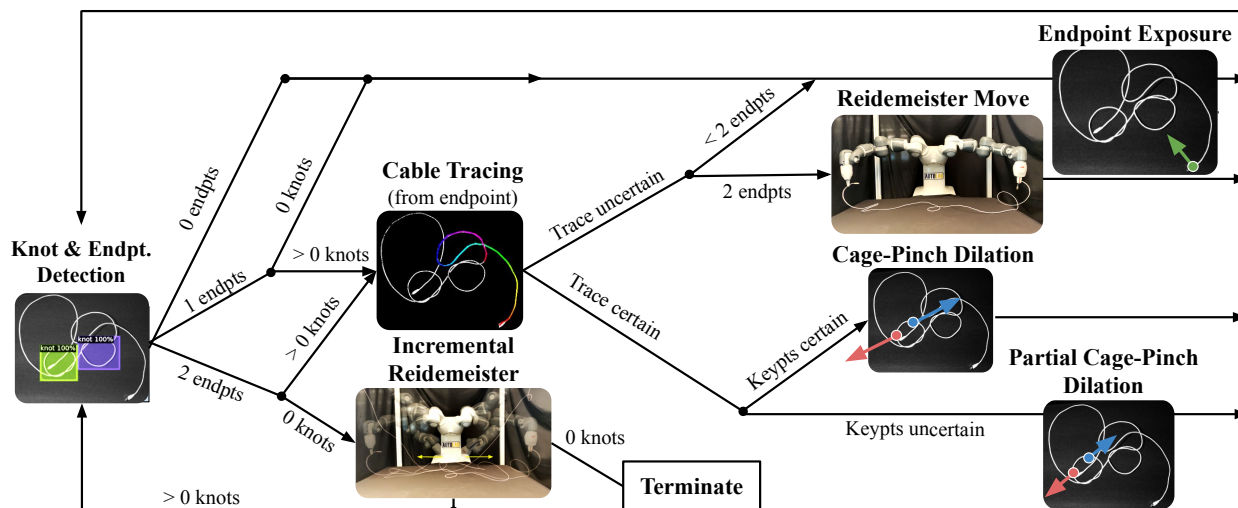 Endpoint Exposure
Reidemeister Move
< 2 endpts
0 endpts
0 knots
Cable Tracing
(from endpoint)
Trace uncertain
2 endpts
Knot & Endpt.
Detection
> 0 knots
Cage-Pinch Dilation
1 endpts
knot 100%
knot 100%
> 0 knots
Trace certain
Keypts certain
Incremental
Reidemeister
Partial Cage-Pinch
Dilation
2 endpts
0 knots
Keypts uncertain
0 knots
> 0 knots
Terminate